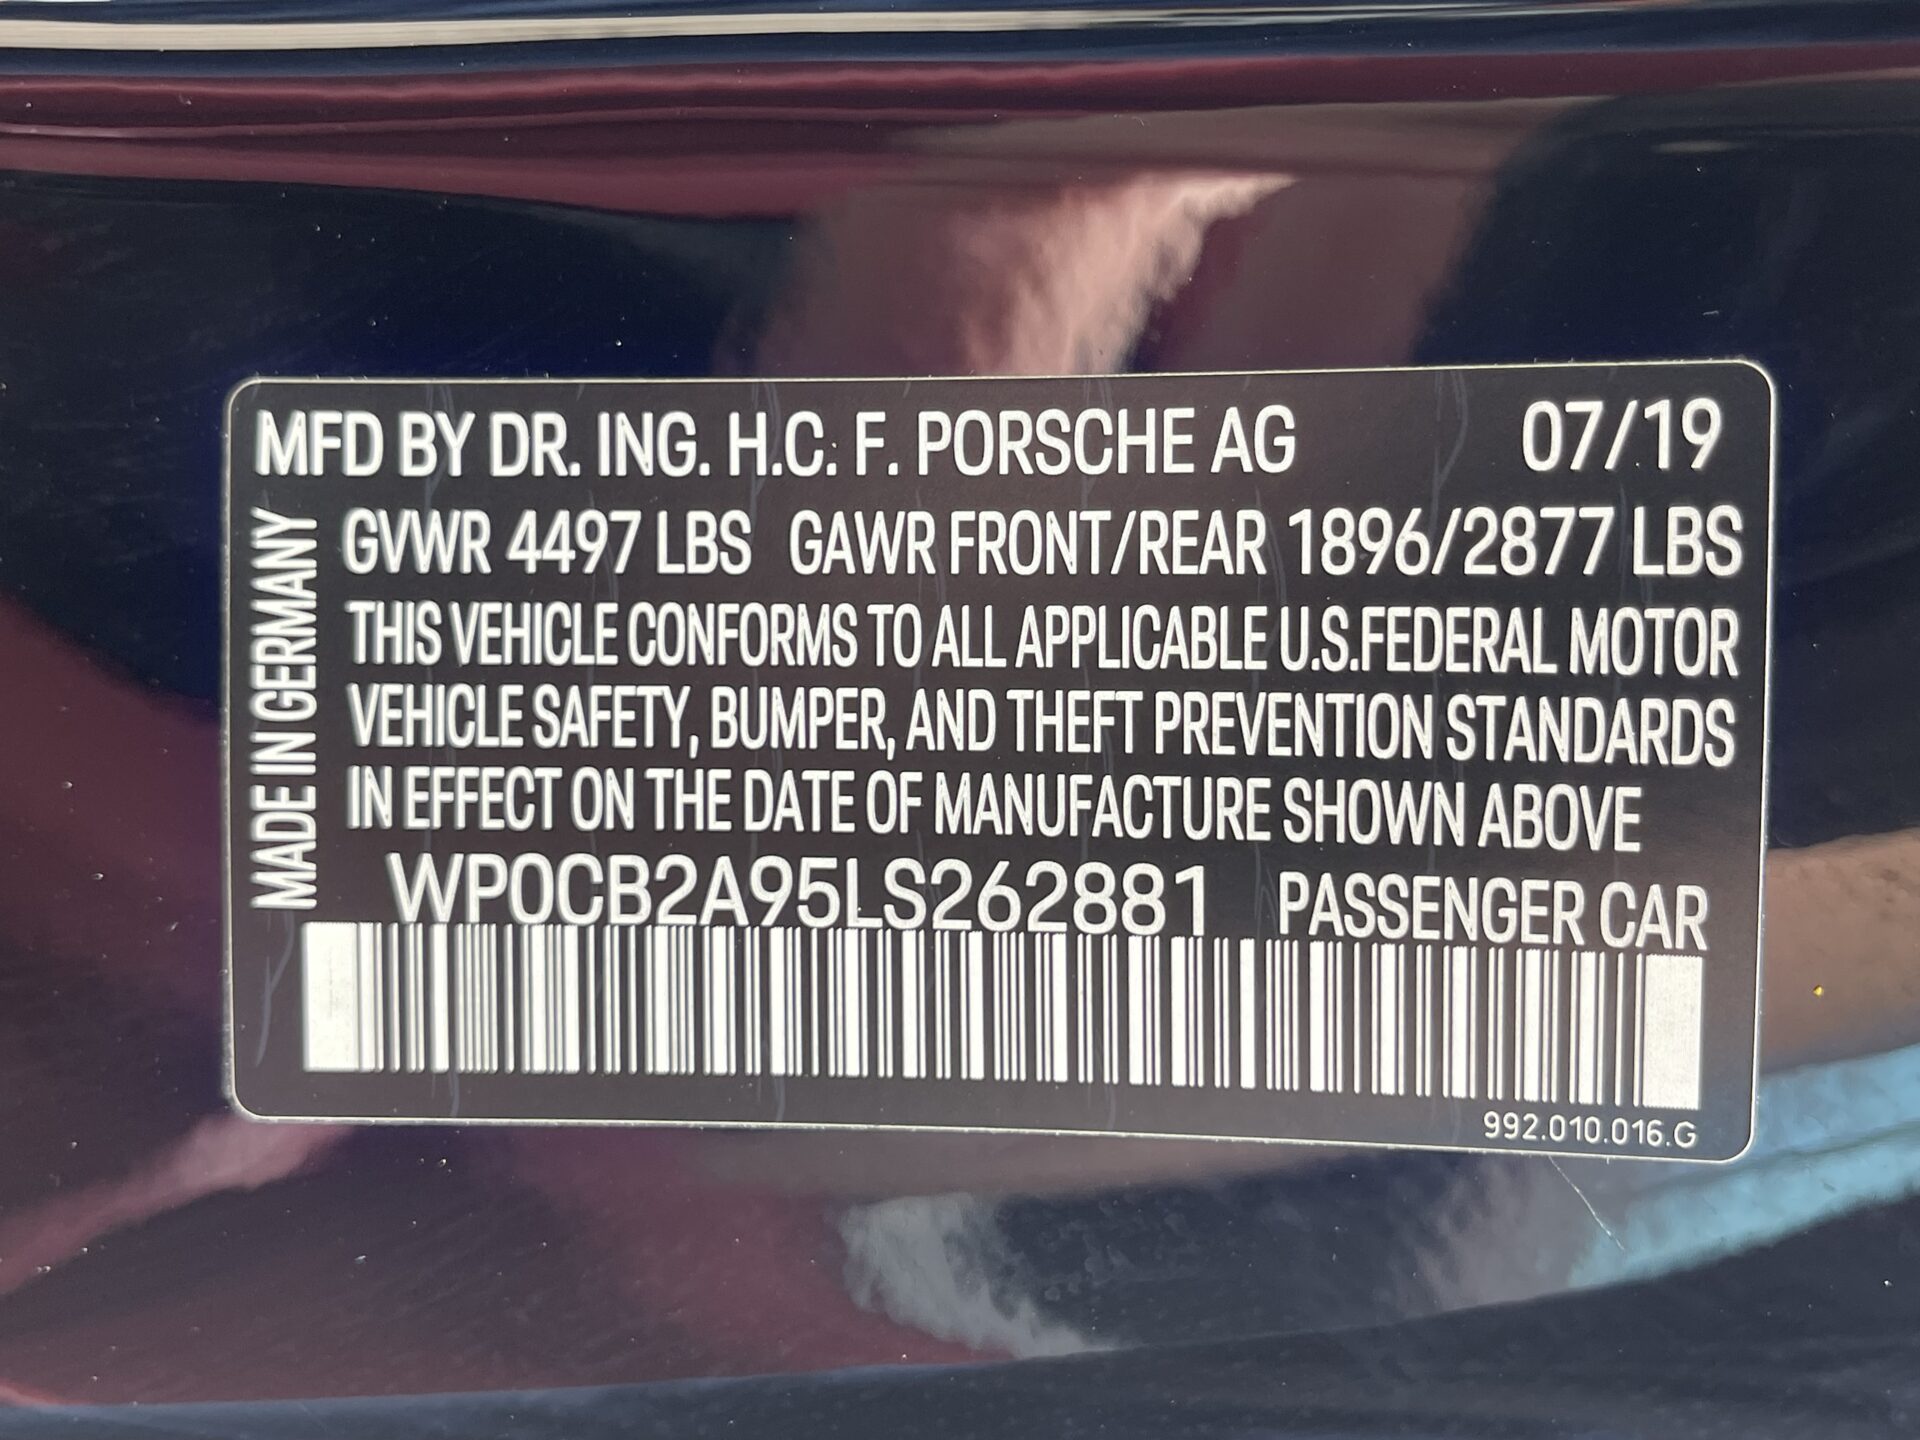 MFD BY DR. ING. H.C. F. PORSCHE AG 07/19
MADE IN GERMANY
GVWR 4497 LBS GAWR FRONT/REAR 1896/2877 LBS
THIS VEHICLE CONFORMS TO ALL APPLICABLE U.S.FEDERAL MOTOR
VEHICLE SAFETY, BUMPER, AND THEFT PREVENTION STANDARDS
IN EFFECT ON THE DATE OF MANUFACTURE SHOWN ABOVE
WP0CB2A95LS262881 PASSENGER CAR
992.010.016.G